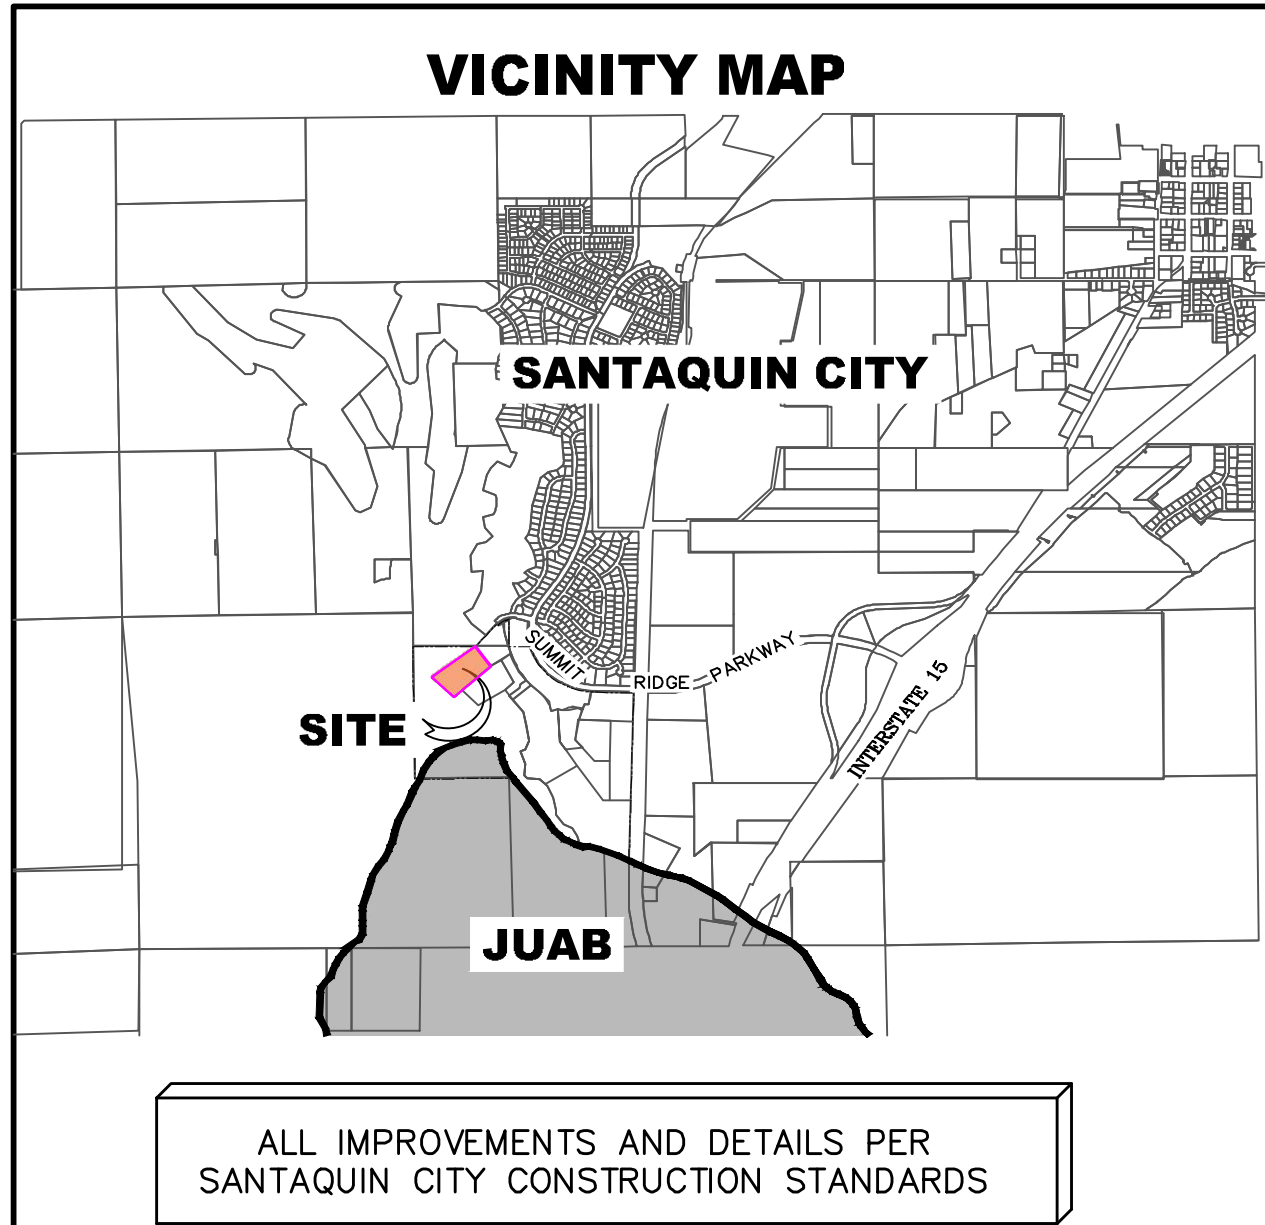 VICINITY MAP
SANTAQUIN CITY
SUMMIT RIDGE PARKWAY
INTERSTATE 15
SITE
JUAB
ALL IMPROVEMENTS AND DETAILS PER
SANTAQUIN CITY CONSTRUCTION STANDARDS